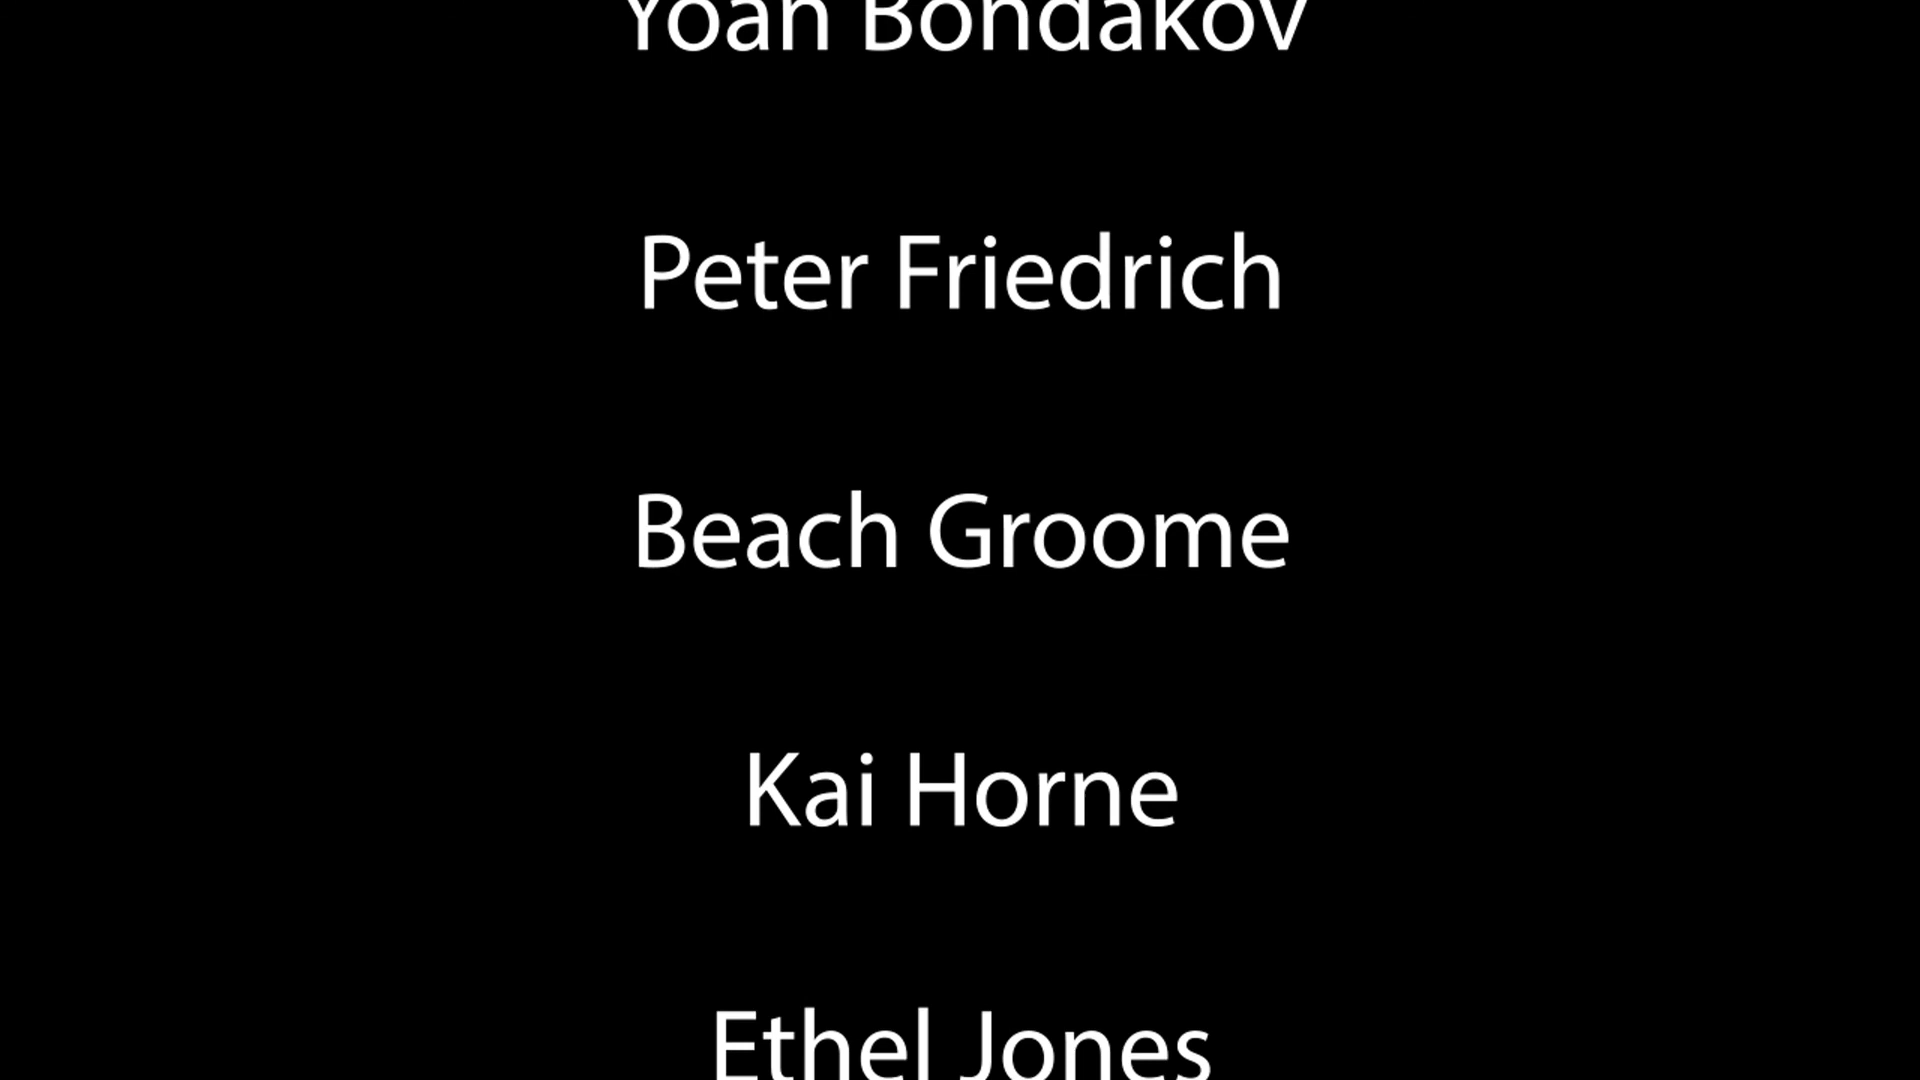 Yoan Bondakov
Peter Friedrich
Beach Groome
Kai Horne
Ethel Jones